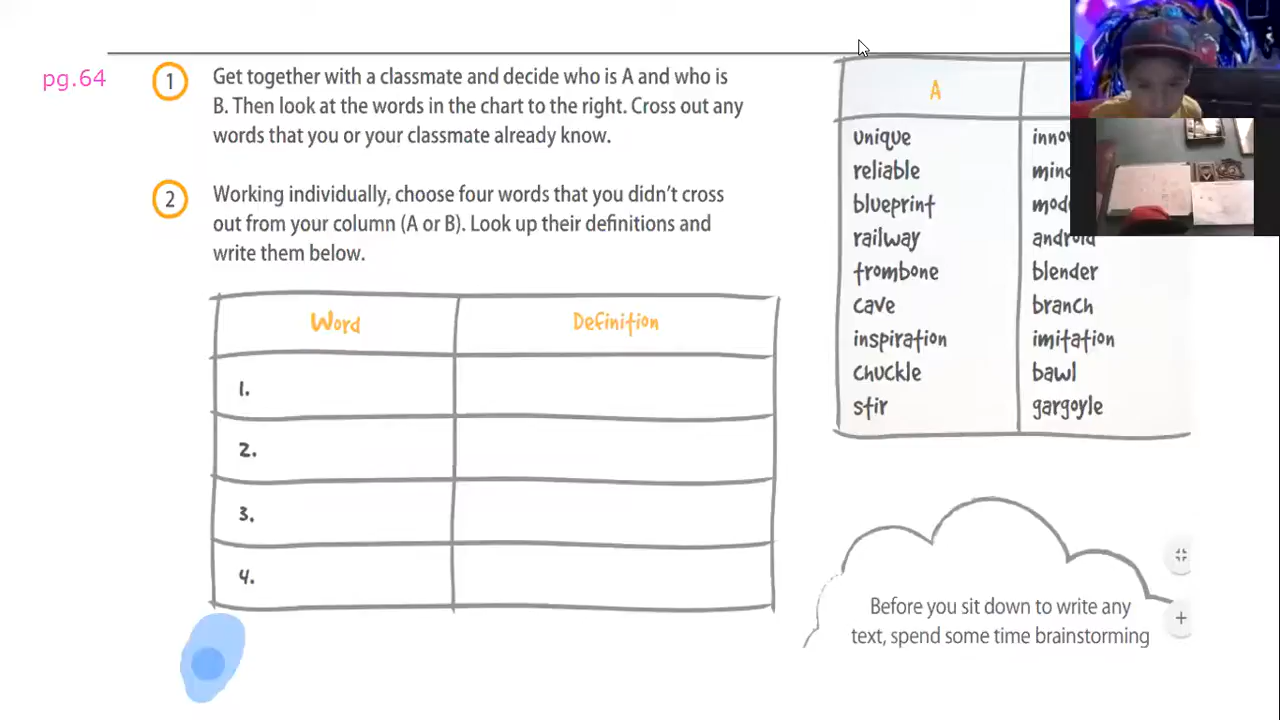 pg.64
1 Get together with a classmate and decide who is A and who is
B. Then look at the words in the chart to the right. Cross out any
words that you or your classmate already know.
2 Working individually, choose four words that you didn't cross
out from your column (A or B). Look up their definitions and
write them below.
Word Definition
1.
2.
3.
4.
A
unique
reliable
blueprint
railway android
trombone blender
cave branch
inspiration imitation
chuckle bawl
stir gargoyle
Before you sit down to write any
text, spend some time brainstorming